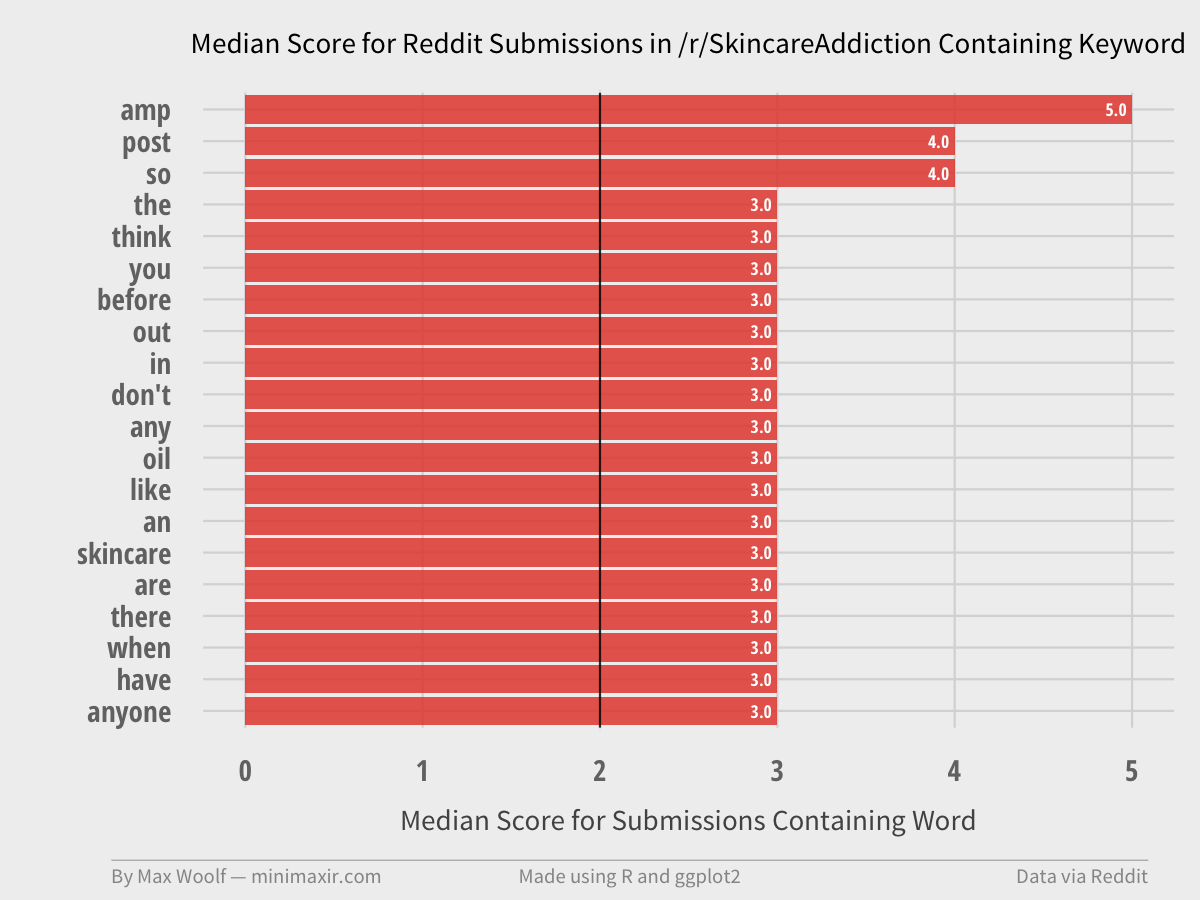 Median Score for Reddit Submissions in /r/SkincareAddiction Containing Keyword
amp 5.0
post 4.0
so 4.0
the 3.0
think 3.0
you 3.0
before 3.0
out 3.0
in 3.0
don't 3.0
any 3.0
oil 3.0
like 3.0
an 3.0
skincare 3.0
are 3.0
there 3.0
when 3.0
have 3.0
anyone 3.0
0 1 2 3 4 5
Median Score for Submissions Containing Word
By Max Woolf — minimaxir.com Made using R and ggplot2 Data via Reddit